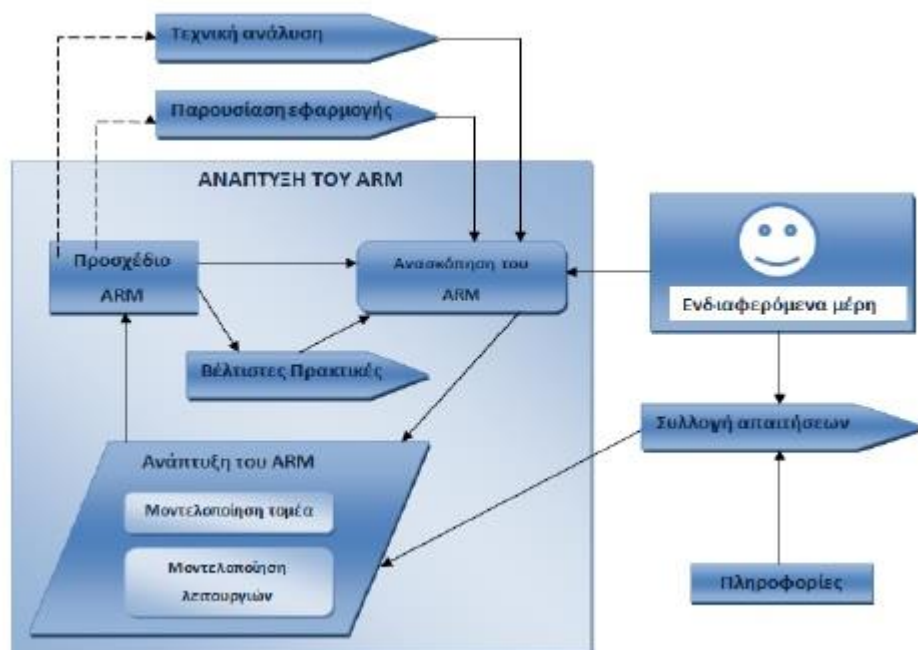 Τεχνική ανάλυση
Παρουσίαση εφαρμογής
ΑΝΑΠΤΥΞΗ ΤΟΥ ARM
Προσχέδιο
ARM
Ανασκόπηση του
ARM
Ενδιαφερόμενα μέρη
Βέλτιστες Πρακτικές
Συλλογή απαιτήσεων
Ανάπτυξη του ARM
Μοντελοποίηση τομέα
Μοντελοποίηση
λειτουργιών
Πληροφορίες